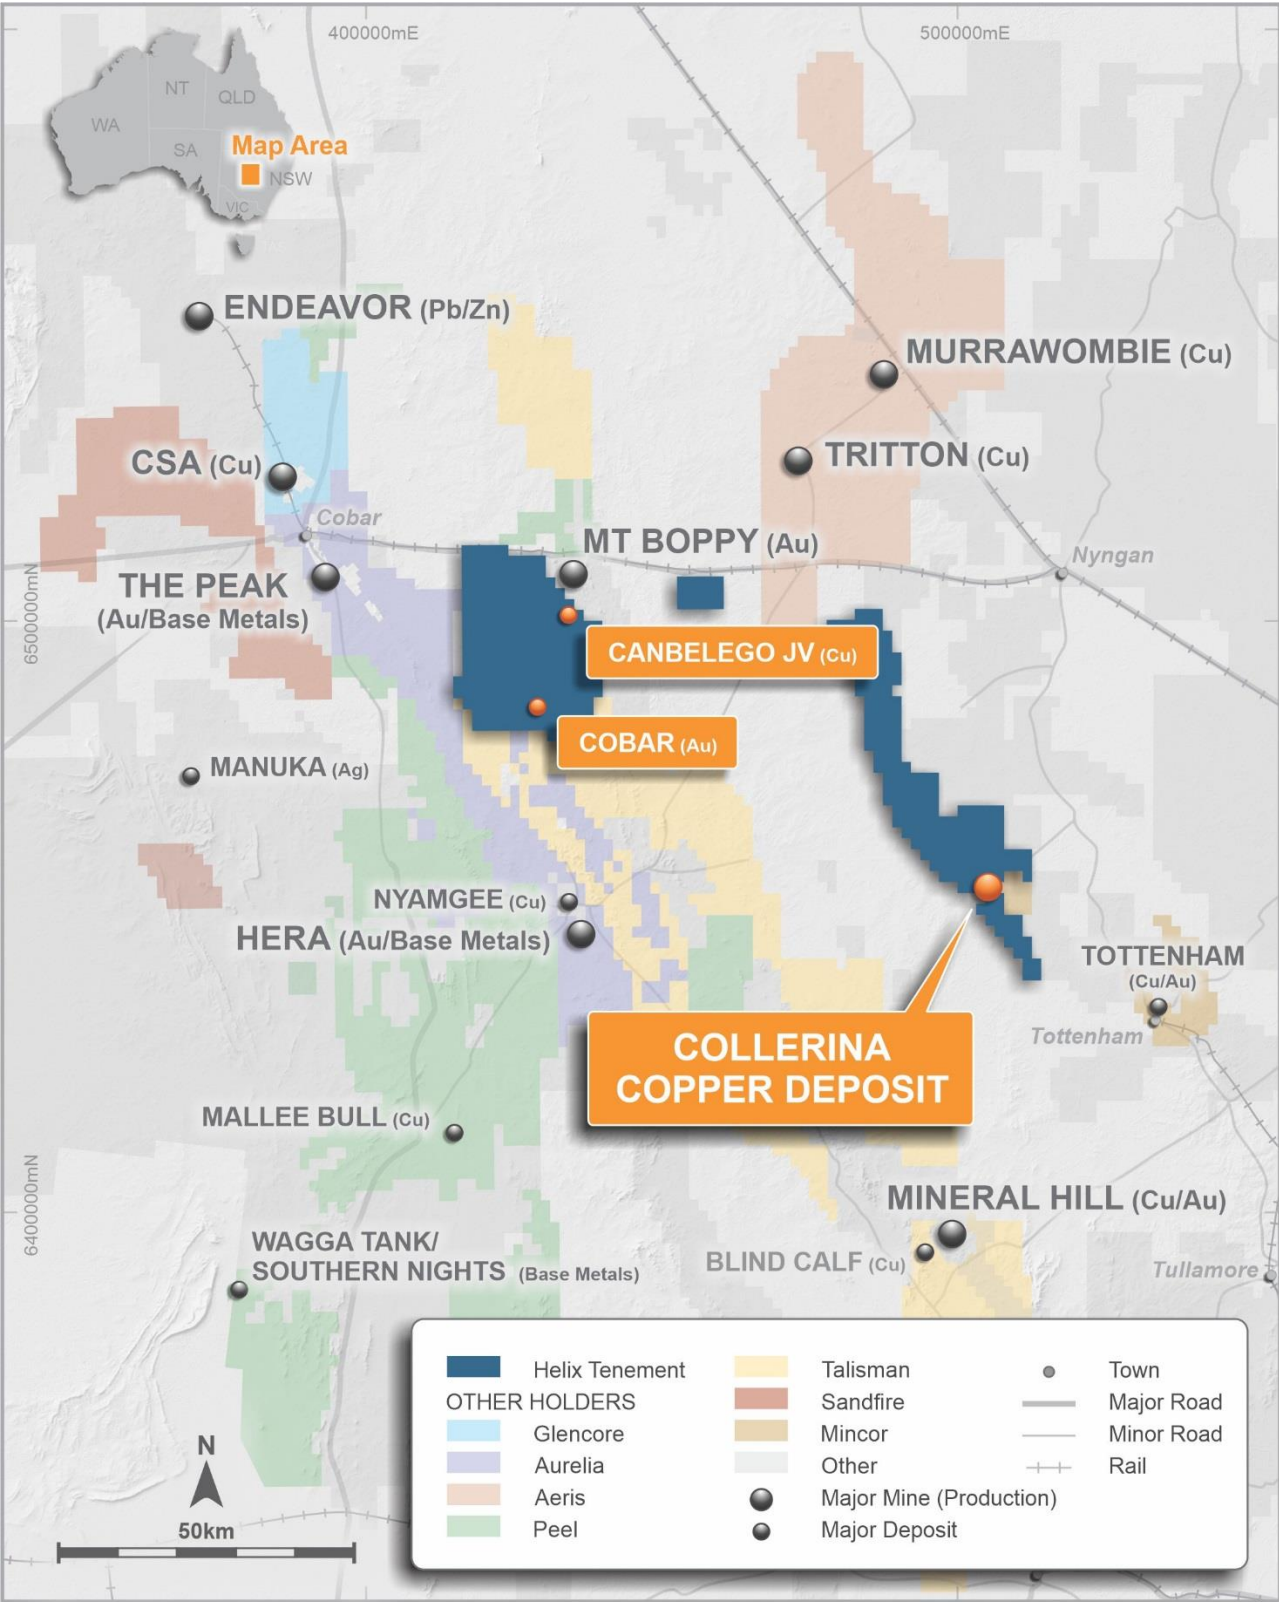 400000mE
500000mE
NT
QLD
WA
SA
Map Area
NSW
VIC
ENDEAVOR (Pb/Zn)
MURRAWOMBIE (Cu)
CSA (Cu)
TRITTON (Cu)
Cobar
MT BOPPY (Au)
Nyngan
THE PEAK
(Au/Base Metals)
6500000mN
CANBELEGO JV (Cu)
COBAR (Au)
MANUKA (Ag)
NYAMGEE (Cu)
HERA (Au/Base Metals)
TOTTENHAM
(Cu/Au)
Tottenham
COLLERINA
COPPER DEPOSIT
MALLEE BULL (Cu)
6400000mN
MINERAL HILL (Cu/Au)
WAGGA TANK/
SOUTHERN NIGHTS (Base Metals)
BLIND CALF (Cu)
Tullamore
Helix Tenement
OTHER HOLDERS
Glencore
Aurelia
Aeris
Peel
Talisman
Sandfire
Mincor
Other
Major Mine (Production)
Major Deposit
Town
Major Road
Minor Road
Rail
N
50km